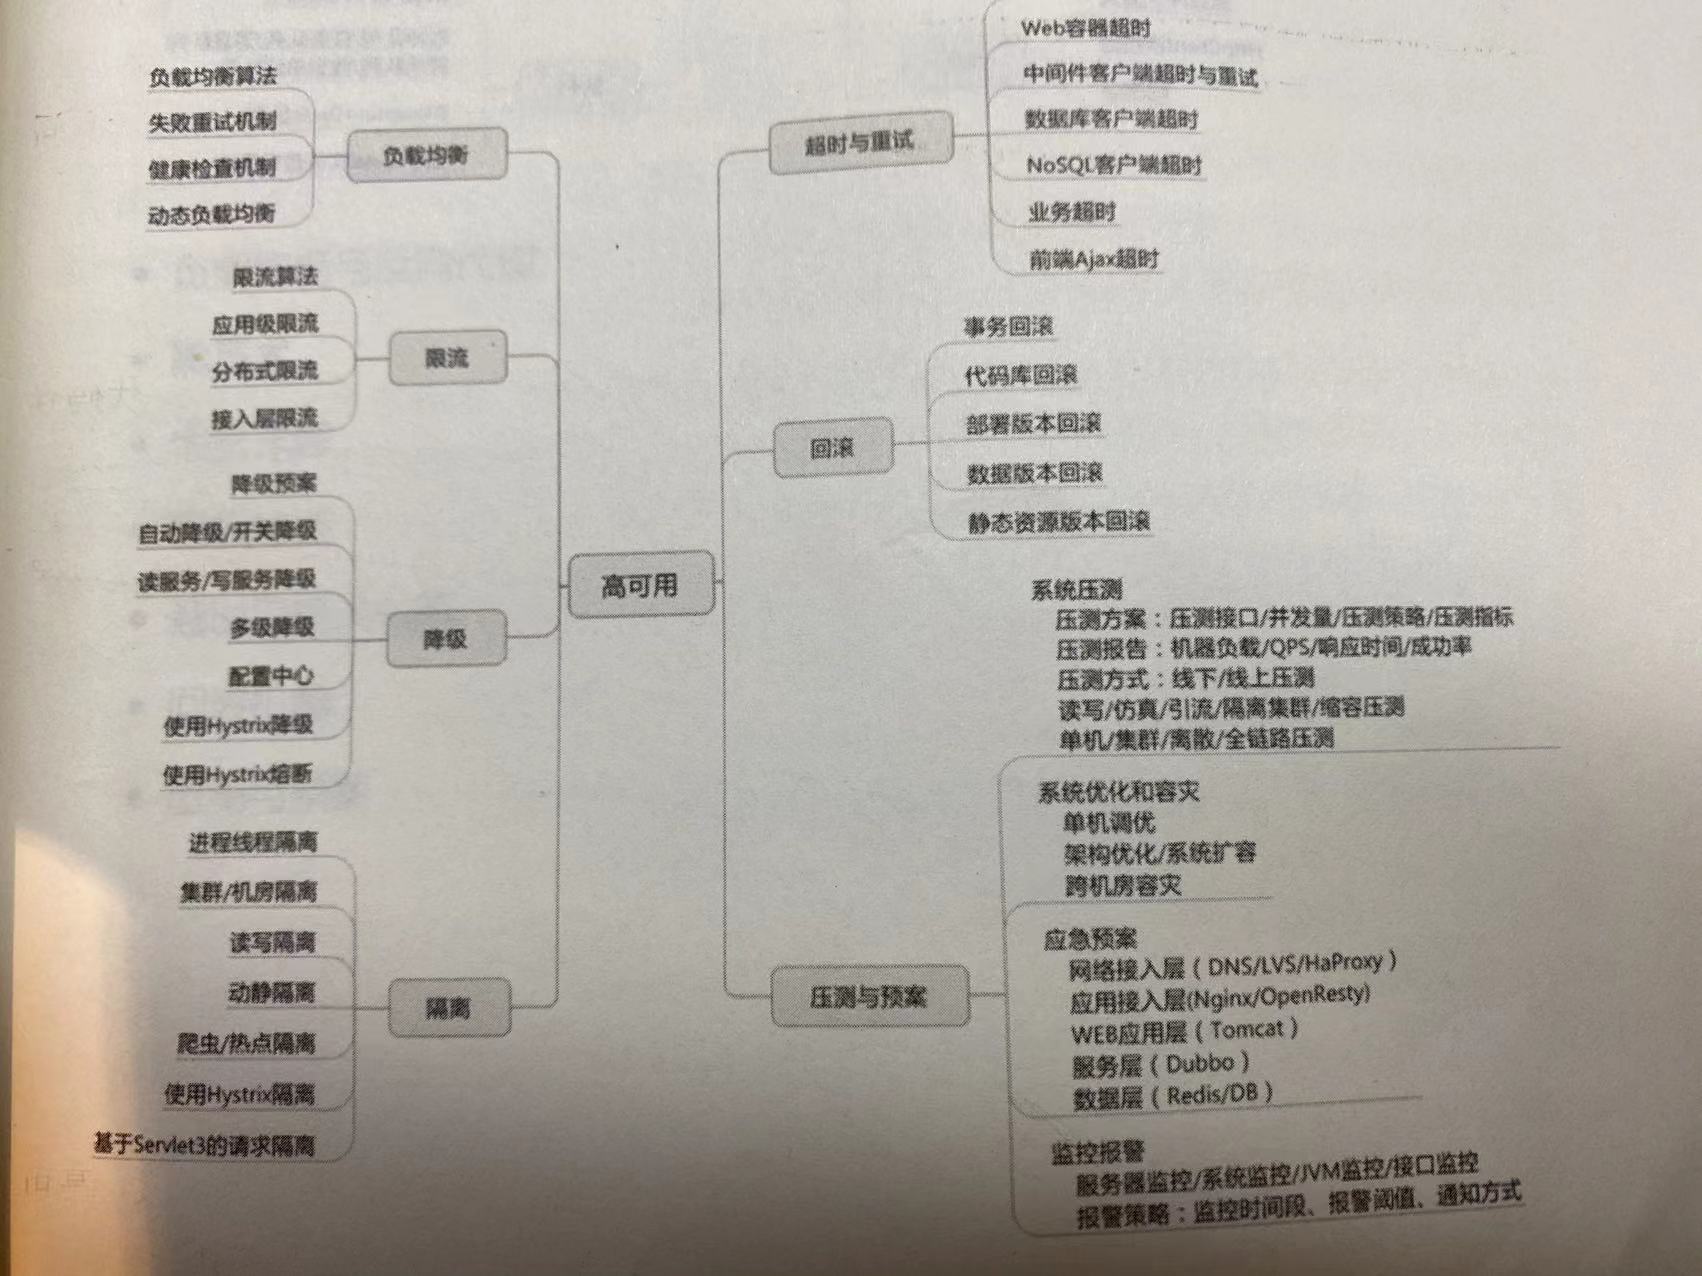 负载均衡算法
失败重试机制
健康检查机制
动态负载均衡
负载均衡
限流算法
应用级限流
分布式限流
接入层限流
限流
降级预案
自动降级/开关降级
读服务/写服务降级
多级降级
配置中心
使用Hystrix降级
使用Hystrix熔断
降级
进程线程隔离
集群/机房隔离
读写隔离
动静隔离
爬虫/热点隔离
使用Hystrix隔离
基于Servlet3的请求隔离
隔离
高可用
超时与重试
Web容器超时
中间件客户端超时与重试
数据库客户端超时
NoSQL客户端超时
业务超时
前端Ajax超时
回滚
事务回滚
代码库回滚
部署版本回滚
数据版本回滚
静态资源版本回滚
压测与预案
系统压测
压测方案：压测接口/并发量/压测策略/压测指标
压测报告：机器负载/QPS/响应时间/成功率
压测方式：线下/线上压测
读写/仿真/引流/隔离集群/缩容压测
单机/集群/离散/全链路压测
系统优化和容灾
单机调优
架构优化/系统扩容
跨机房容灾
应急预案
网络接入层（DNS/LVS/HaProxy）
应用接入层(Nginx/OpenResty)
WEB应用层（Tomcat）
服务层（Dubbo）
数据层（Redis/DB）
监控报警
服务器监控/系统监控/JVM监控/接口监控
报警策略：监控时间段、报警阈值、通知方式